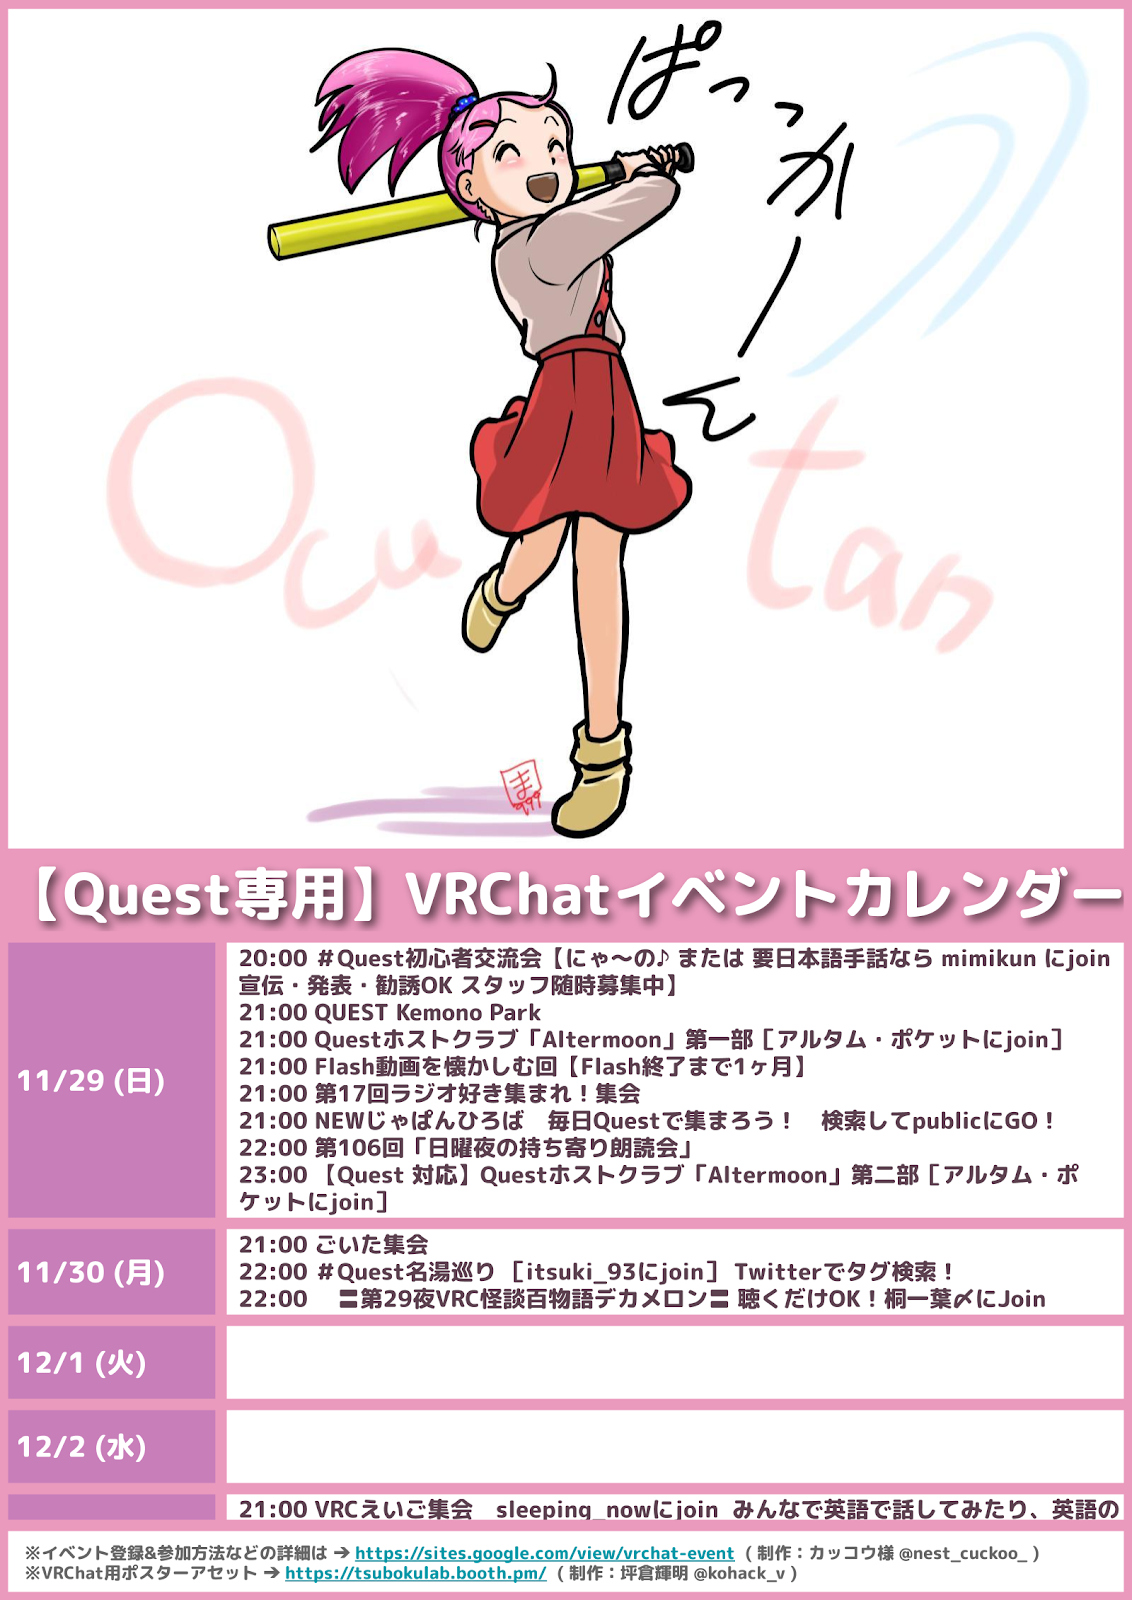 ぱっっかーん
Ocutan
ま
999
【Quest専用】VRChatイベントカレンダー
11/29 (日)
20:00 #Quest初心者交流会【にゃ～の♪ または 要日本語手話なら mimikun にjoin
宣伝・発表・勧誘OK スタッフ随時募集中】
21:00 QUEST Kemono Park
21:00 Questホストクラブ「AItermoon」第一部［アルタム・ポケットにjoin］
21:00 Flash動画を懐かしむ回【Flash終了まで1ヶ月】
21:00 第17回ラジオ好き集まれ！集会
21:00 NEWじゃぱんひろば　毎日Questで集まろう！　検索してpublicにGO！
22:00 第106回「日曜夜の持ち寄り朗読会」
23:00 【Quest 対応】Questホストクラブ「AItermoon」第二部［アルタム・ポ
ケットにjoin］
11/30 (月)
21:00 ごいた集会
22:00 #Quest名湯巡り ［itsuki_93にjoin］ Twitterでタグ検索！
22:00 　〓第29夜VRC怪談百物語デカメロン〓 聴くだけOK！桐一葉〆にJoin
12/1 (火)
12/2 (水)
21:00 VRCえいご集会　sleeping_nowにjoin みんなで英語で話してみたり、英語の
※イベント登録&参加方法などの詳細は ➔ https://sites.google.com/view/vrchat-event （ 制作：カッコウ様 @nest_cuckoo_ ）
※VRChat用ポスターアセット ➔ https://tsubokulab.booth.pm/ （ 制作：坪倉輝明 @kohack_v ）